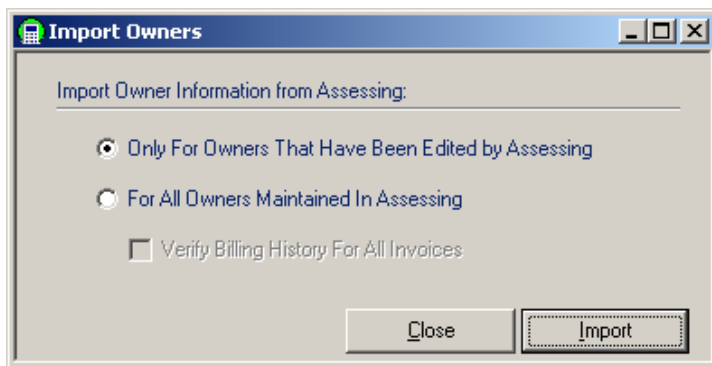 Import Owners
Import Owner Information from Assessing:
Only For Owners That Have Been Edited by Assessing
For All Owners Maintained In Assessing
Verify Billing History For All Invoices
Close Import